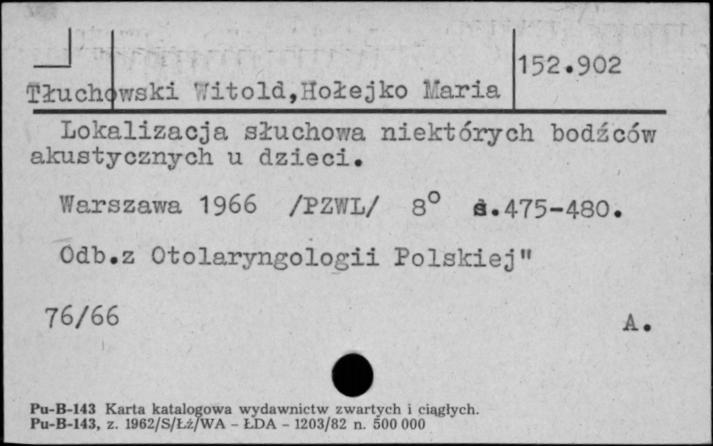 152.902
Tłuchowski Witold,Hołejko Maria
Lokalizacja słuchowa niektórych bodźców
akustycznych u dzieci.
Warszawa 1966 /PZWL/ 8° s.475-480.
Odb.z Otolaryngologii Polskiej"
76/66
A.
Pu-B-143 Karta katalogowa wydawnictw zwartych i ciągłych.
Pu-B-143, z. 1962/S/Łż/WA - ŁDA - 1203/82 n. 500 000